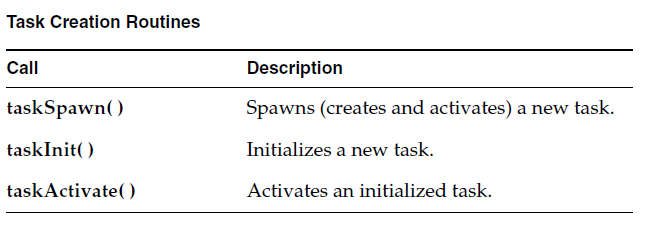 Task Creation Routines
Call Description
taskSpawn( ) Spawns (creates and activates) a new task.
taskInit( ) Initializes a new task.
taskActivate( ) Activates an initialized task.